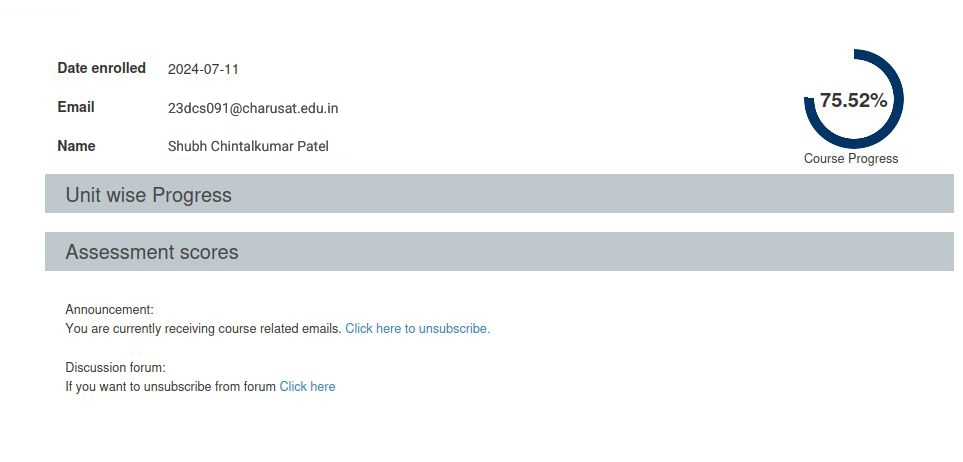 Date enrolled 2024-07-11
75.52%
Email 23dcs091@charusat.edu.in
Name Shubh Chintalkumar Patel
Course Progress
Unit wise Progress
Assessment scores
Announcement:
You are currently receiving course related emails. Click here to unsubscribe.
Discussion forum:
If you want to unsubscribe from forum Click here